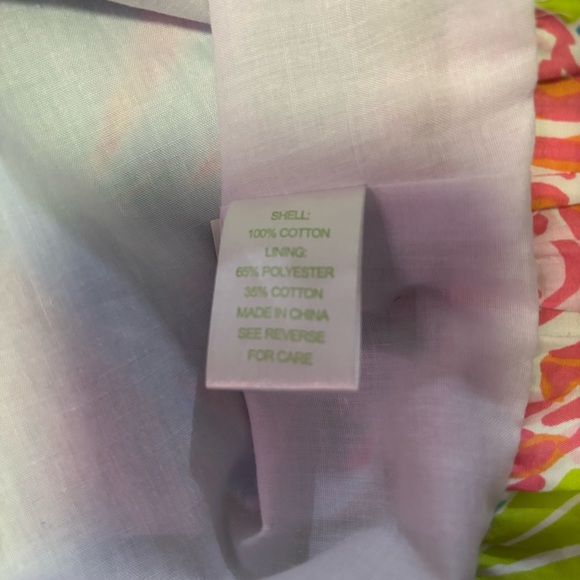 SHELL:
100% COTTON
LINING:
65% POLYESTER
35% COTTON
MADE IN CHINA
SEE REVERSE
FOR CARE